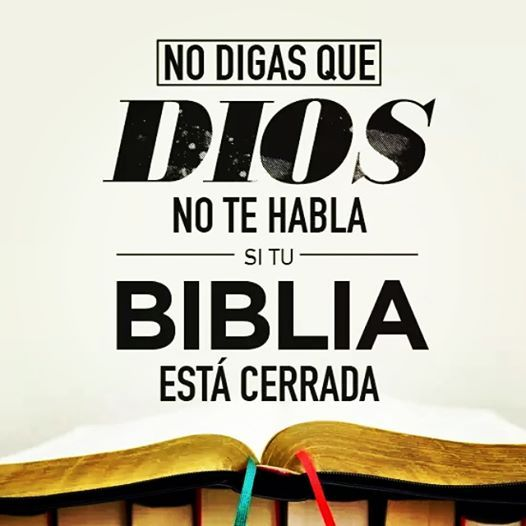 NO DIGAS QUE
DIOS
NO TE HABLA
SI TU
BIBLIA
ESTÁ CERRADA